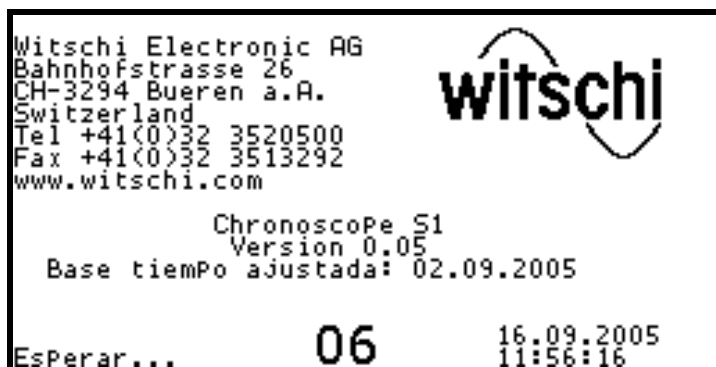 Witschi Electronic AG
Bahnhofstrasse 26
CH-3294 Bueren a.A.
Switzerland
Tel +41(0)32 3520500
Fax +41(0)32 3513292
www.witschi.com
witschi
Chronoscope S1
Version 0.05
Base tiempo ajustada: 02.09.2005
Esperar...
06
16.09.2005
11:56:16